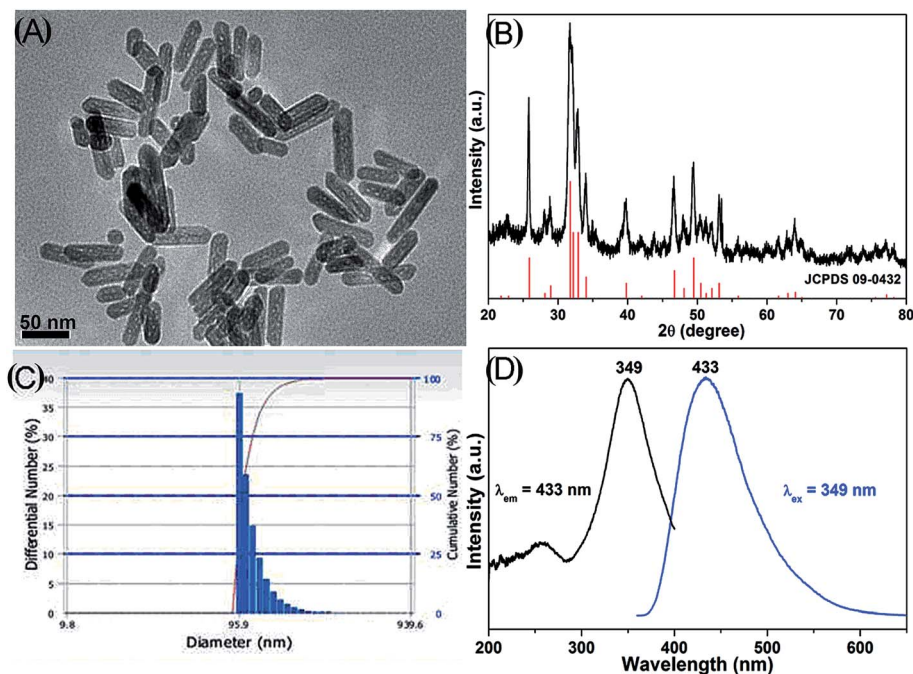 (A)
50 nm
(B)
Intensity (a.u.)
JCPDS 09-0432
20 30 40 50 60 70 80
2θ (degree)
(C)
Differential Number (%)
40
35
30
25
20
15
10
5
0
100
75
50
25
0
Cumulative Number (%)
9.8 95.9 939.6
Diameter (nm)
(D)
Intensity (a.u.)
349 433
λem = 433 nm
λex = 349 nm
200 300 400 500 600
Wavelength (nm)